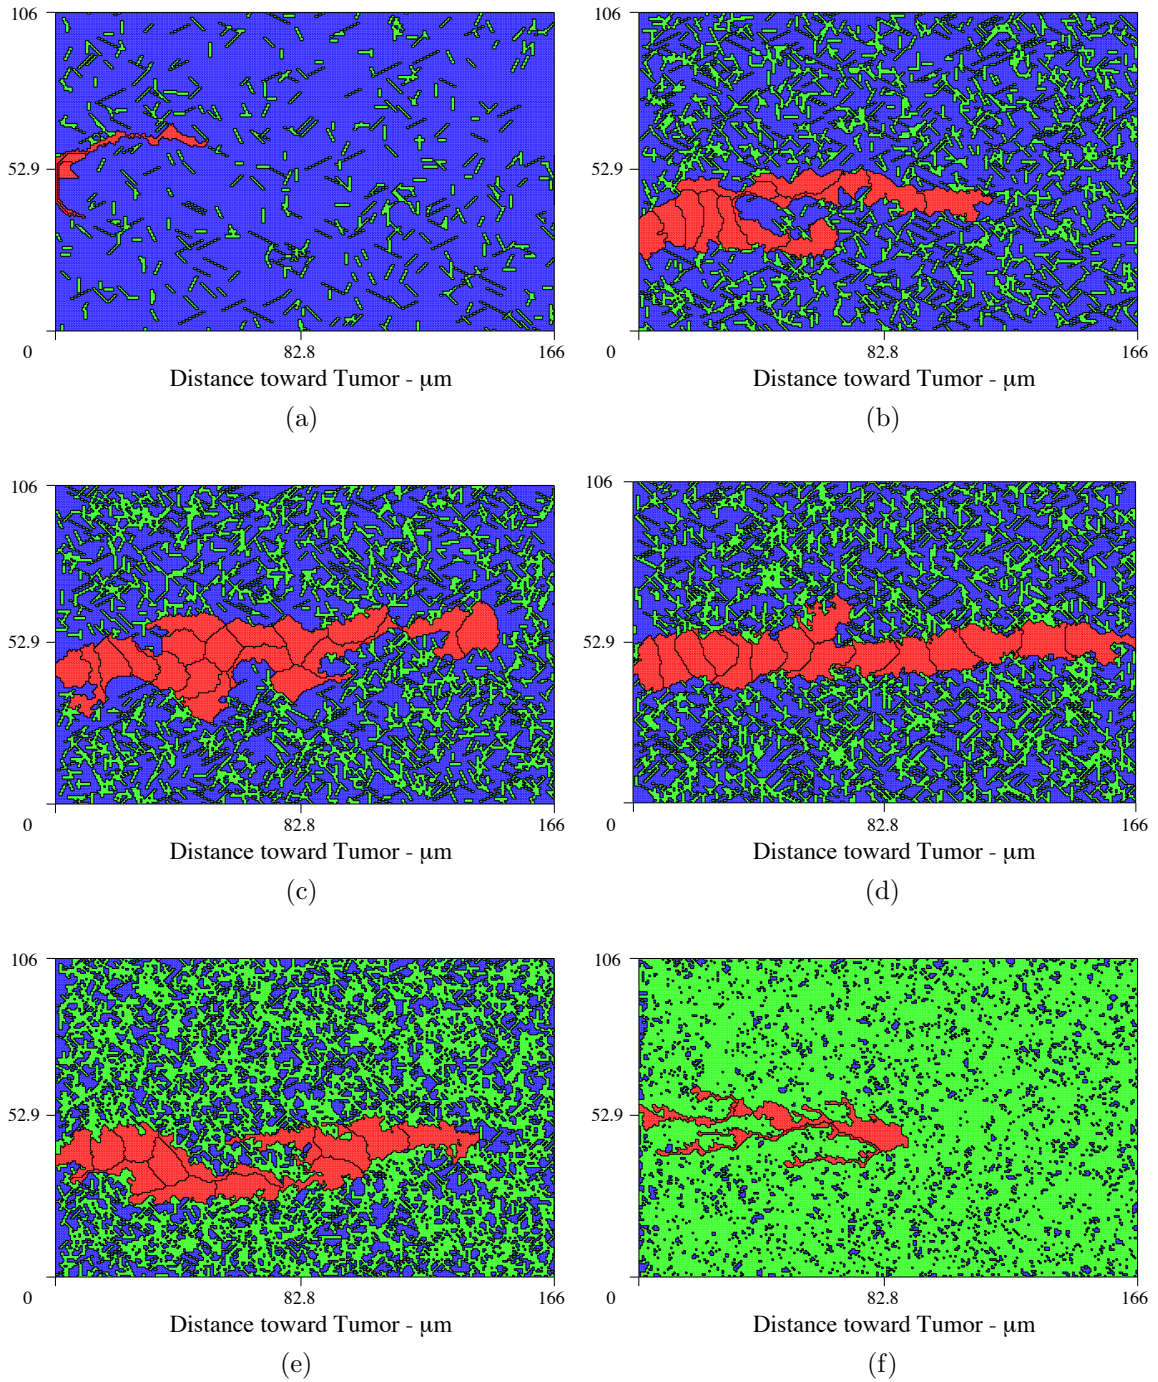 106
52.9
0
82.8
166
Distance toward Tumor - μm
(a)
106
52.9
0
82.8
166
Distance toward Tumor - μm
(b)
106
52.9
0
82.8
166
Distance toward Tumor - μm
(c)
106
52.9
0
82.8
166
Distance toward Tumor - μm
(d)
106
52.9
0
82.8
166
Distance toward Tumor - μm
(e)
106
52.9
0
82.8
166
Distance toward Tumor - μm
(f)